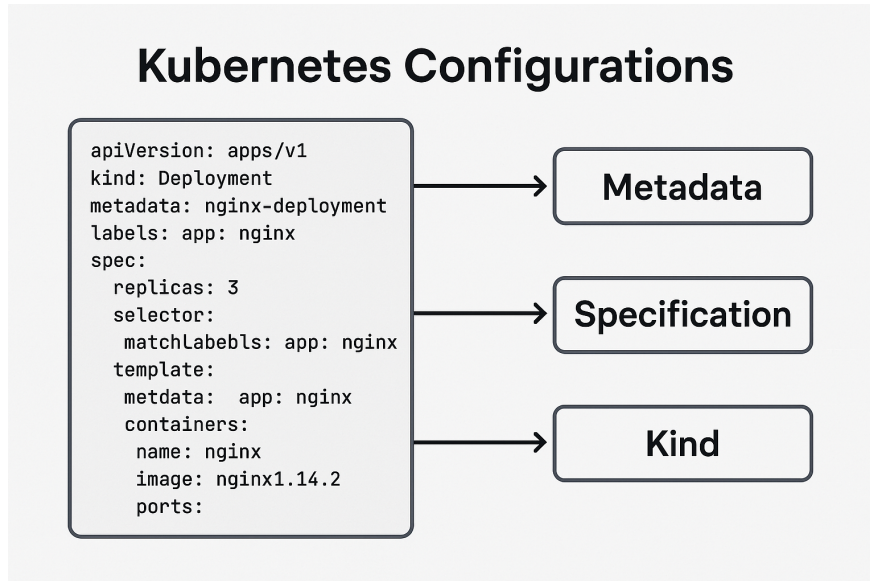 Kubernetes Configurations
apiVersion: apps/v1
kind: Deployment
metadata: nginx-deployment
labels: app: nginx
spec:
  replicas: 3
  selector:
   matchLabebls: app: nginx
  template:
   metdata:  app: nginx
   containers:
    name: nginx
    image: nginx1.14.2
    ports:
Metadata
Specification
Kind